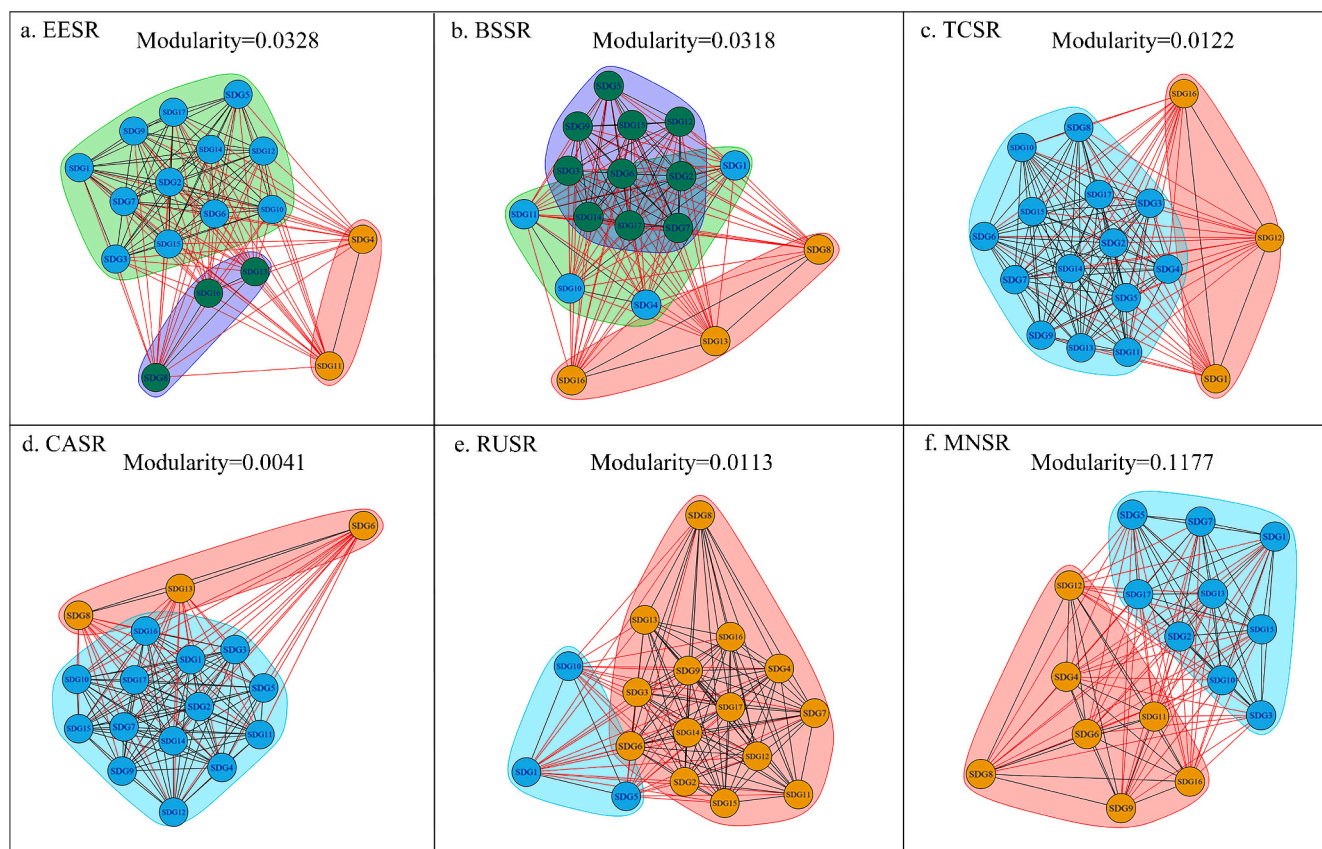 a. EESR
Modularity=0.0328
SDG5
SDG17
SDG9
SDG14
SDG12
SDG1
SDG2
SDG7
SDG6
SDG10
SDG15
SDG3
SDG4
SDG13
SDG16
SDG11
SDG8
b. BSSR
Modularity=0.0318
SDG5
SDG9
SDG15
SDG12
SDG3
SDG6
SDG2
SDG1
SDG11
SDG14
SDG17
SDG7
SDG8
SDG10
SDG4
SDG13
SDG16
c. TCSR
Modularity=0.0122
SDG16
SDG8
SDG10
SDG17
SDG3
SDG15
SDG6
SDG2
SDG12
SDG14
SDG4
SDG7
SDG5
SDG9
SDG13
SDG11
SDG1
d. CASR
Modularity=0.0041
SDG6
SDG13
SDG8
SDG16
SDG3
SDG1
SDG10
SDG17
SDG5
SDG2
SDG15
SDG7
SDG14
SDG11
SDG9
SDG4
SDG12
e. RUSR
Modularity=0.0113
SDG8
SDG13
SDG16
SDG10
SDG9
SDG4
SDG3
SDG17
SDG7
SDG6
SDG14
SDG12
SDG1
SDG2
SDG5
SDG15
SDG11
f. MNSR
Modularity=0.1177
SDG5
SDG7
SDG1
SDG12
SDG17
SDG13
SDG15
SDG2
SDG4
SDG10
SDG11
SDG3
SDG6
SDG8
SDG16
SDG9